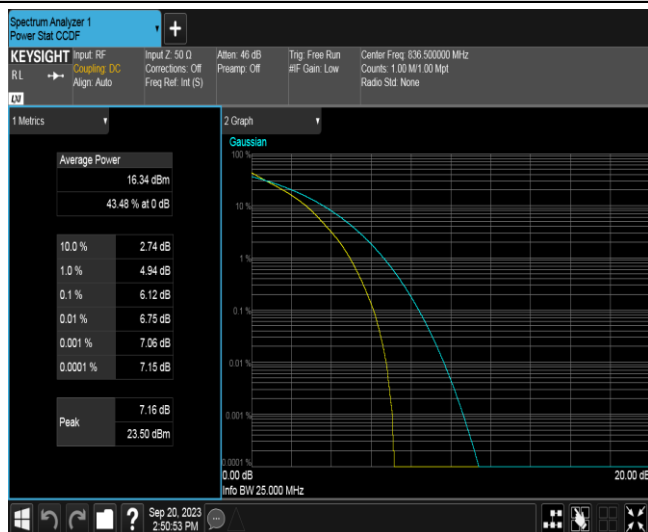 Spectrum Analyzer 1
Power Stat CCDF
+
KEYSIGHT
RL
LXI
Input: RF
Coupling: DC
Align: Auto
Input Z: 50 Ω
Corrections: Off
Freq Ref: Int (S)
Atten: 46 dB
Preamp: Off
Trig: Free Run
#IF Gain: Low
Center Freq: 836.500000 MHz
Counts: 1.00 M/1.00 Mpt
Radio Std: None
1 Metrics
Average Power
16.34 dBm
43.48 % at 0 dB
10.0 % 2.74 dB
1.0 % 4.94 dB
0.1 % 6.12 dB
0.01 % 6.75 dB
0.001 % 7.06 dB
0.0001 % 7.15 dB
Peak
7.16 dB
23.50 dBm
2 Graph
Gaussian
100 %
10 %
1 %
0.1 %
0.01 %
0.001 %
0.0001 %
0.00 dB
20.00 dB
Info BW 25.000 MHz
?
Sep 20, 2023
2:50:53 PM